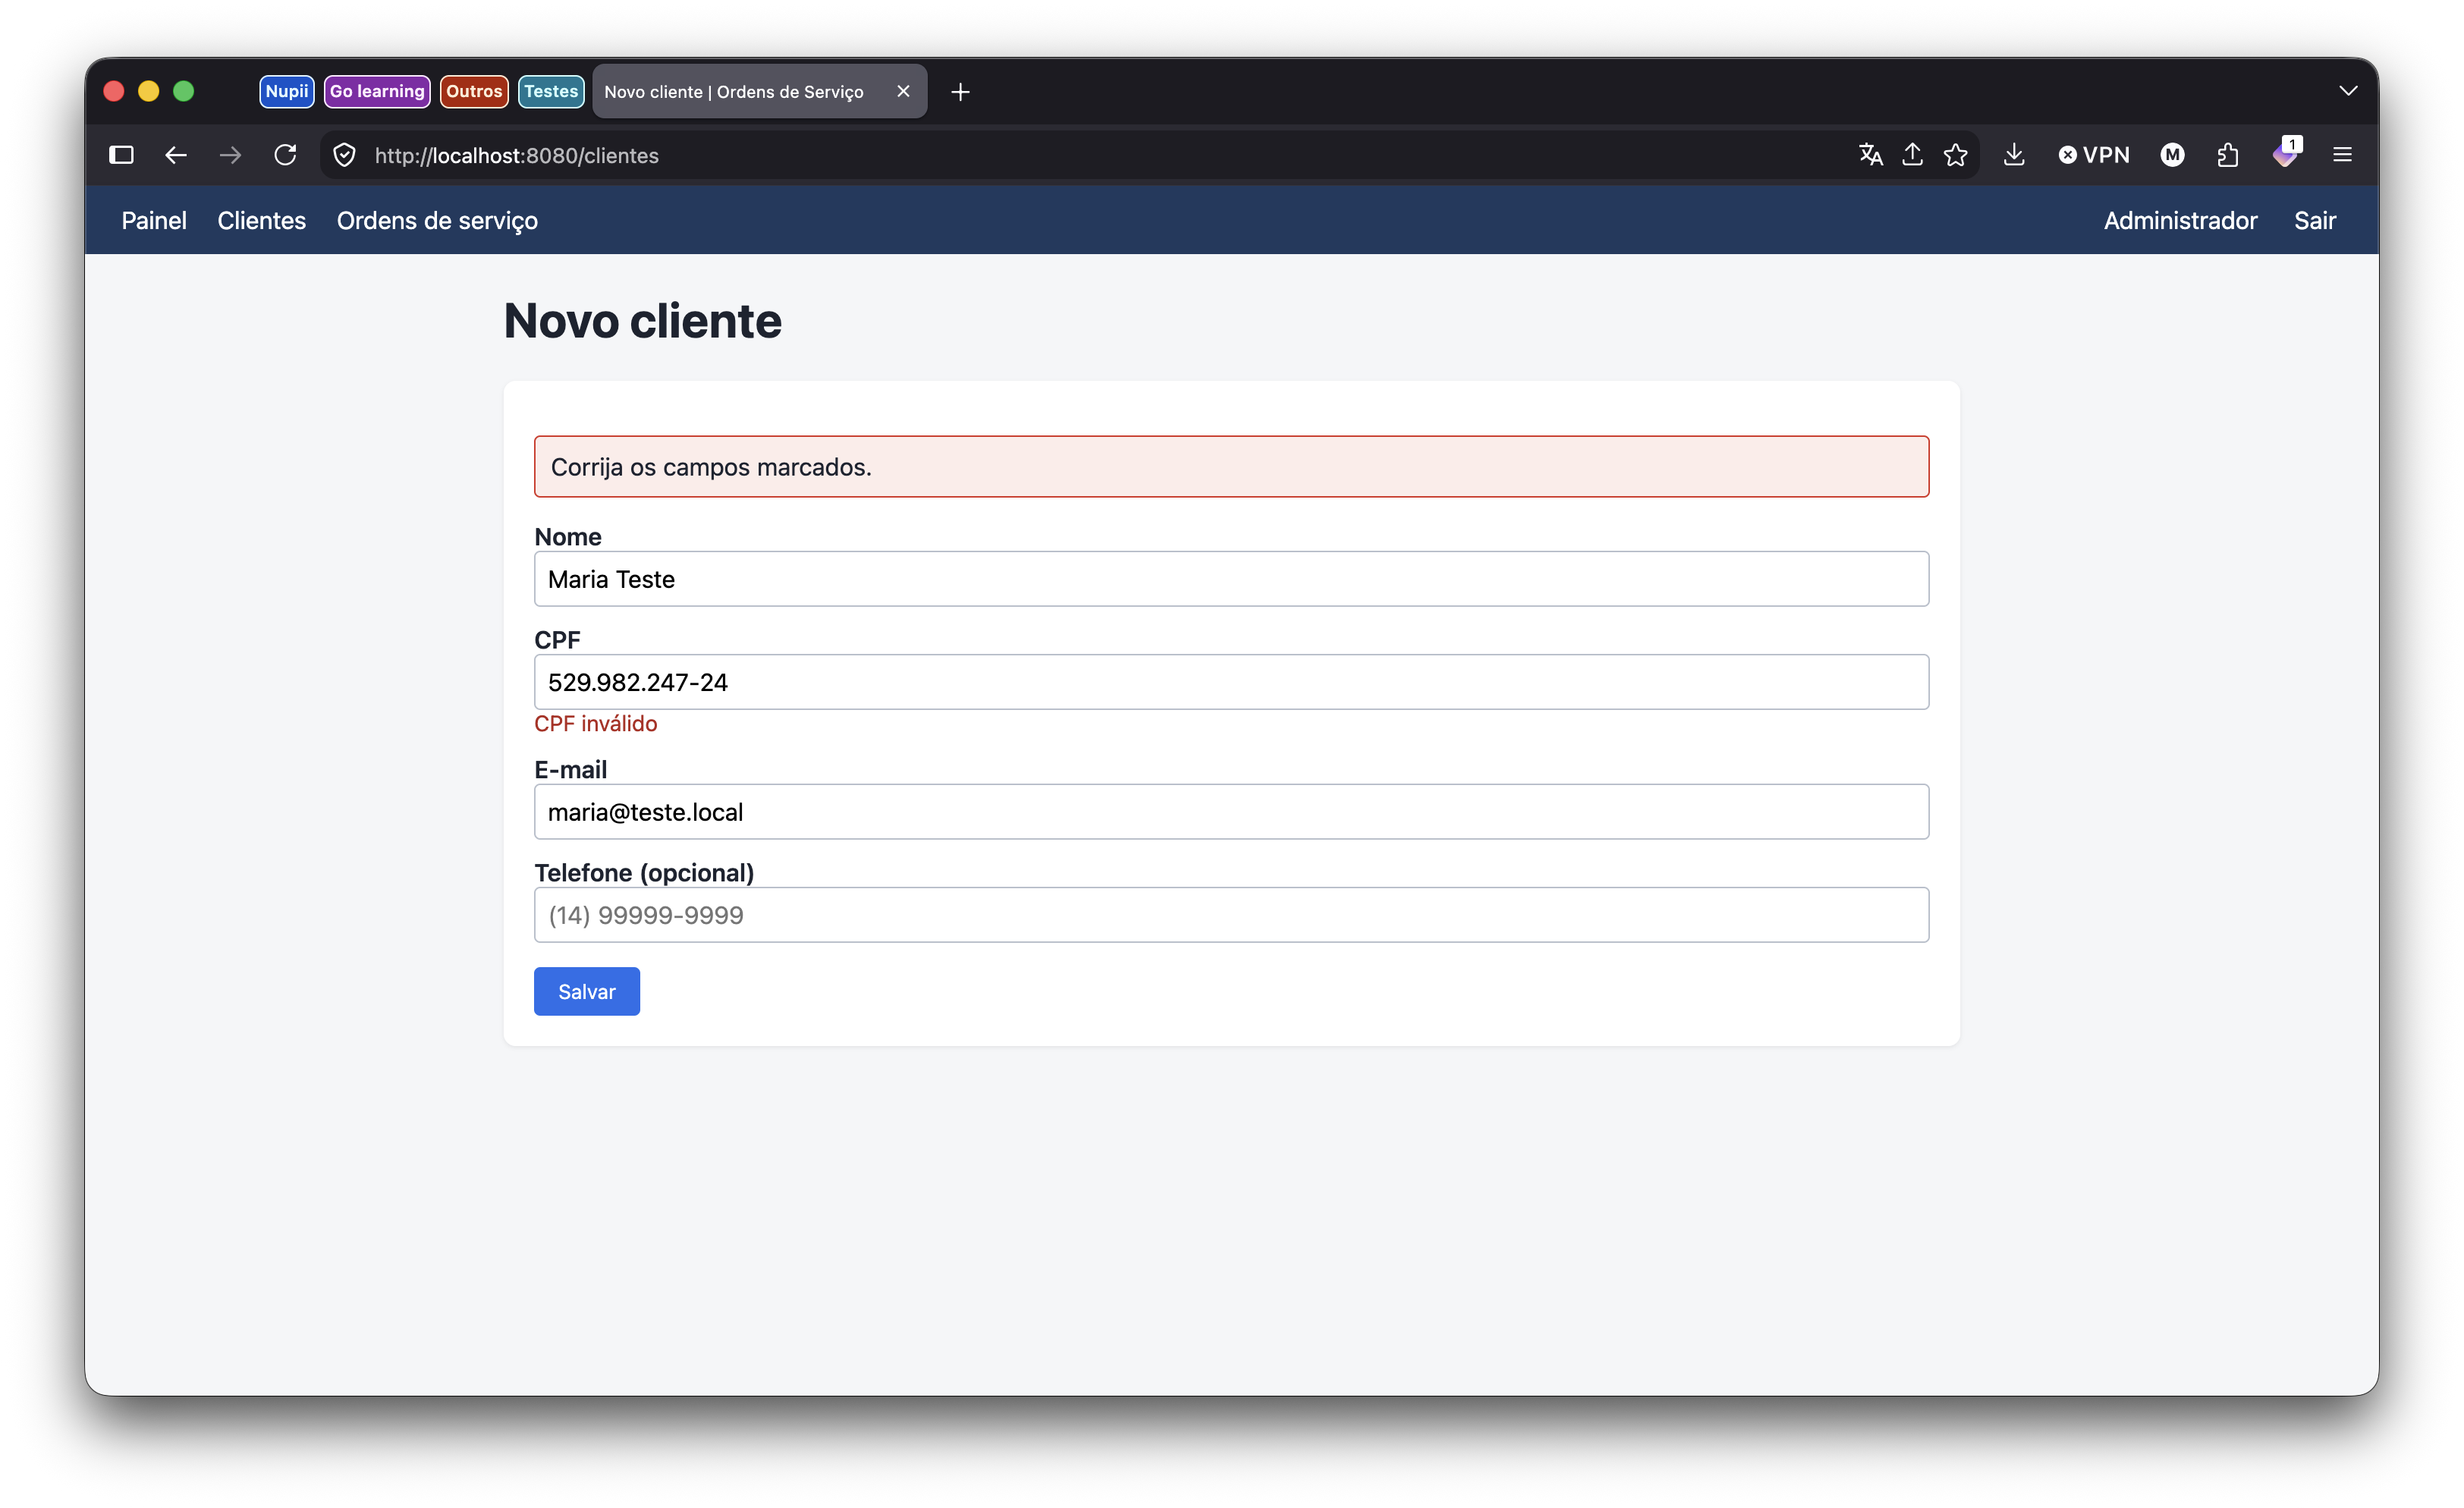 Nupii Go learning Outros Testes Novo cliente | Ordens de Serviço
http://localhost:8080/clientes VPN M 1
Painel Clientes Ordens de serviço Administrador Sair
Novo cliente
Corrija os campos marcados.
Nome
Maria Teste
CPF
529.982.247-24
CPF inválido
E-mail
maria@teste.local
Telefone (opcional)
(14) 99999-9999
Salvar